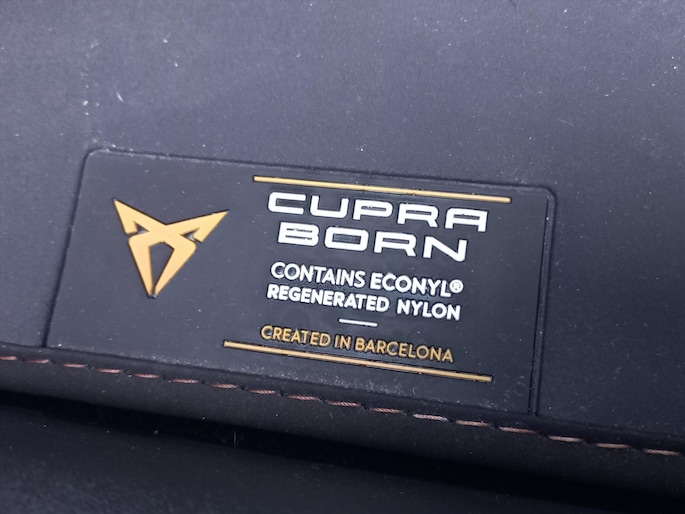 CUPRA
BORN
CONTAINS ECONYL®
REGENERATED NYLON
CREATED IN BARCELONA